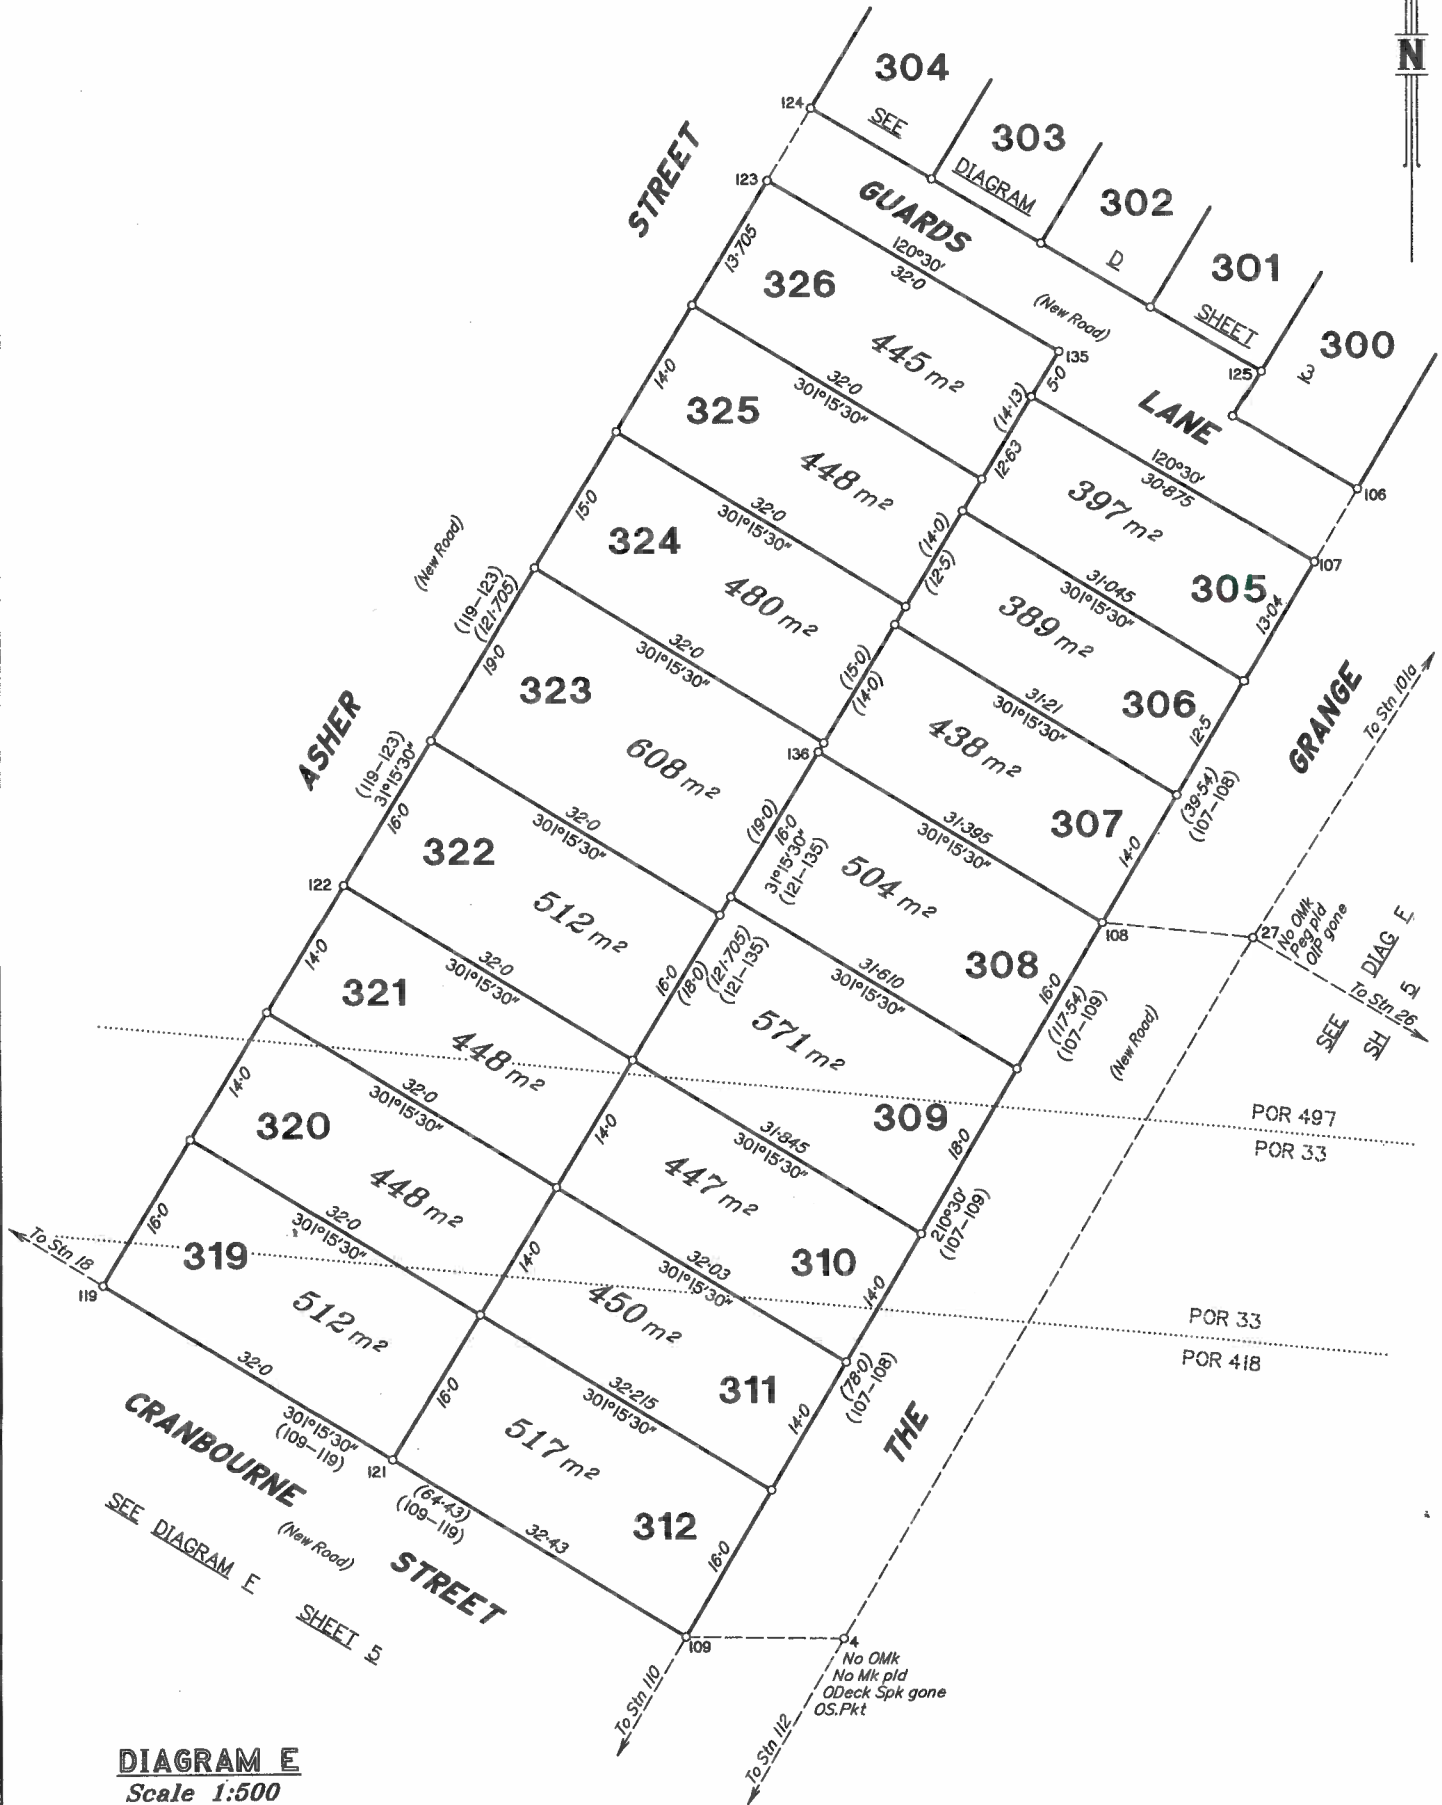 N
304
SEE
124
303
DIAGRAM
STREET
123
302
D
GUARDS
301
SHEET
13·705
120°30'
32·0
326
(New Road)
300
3
445 m²
135
125
5·0
14·0
32·0
301°15'30"
(14·13)
LANE
325
12·63
448 m²
120°30'
30·875
106
397 m²
15·0
32·0
301°15'30"
(14·0)
324
(New Road)
107
(12·5)
31·045
301°15'30"
305
480 m²
389 m²
13·04
(119–123)
(121·705)
32·0
301°15'30"
19·0
(15·0)
(14·0)
GRANGE
To Stn 101a
323
31·21
301°15'30"
306
12·5
ASHER
608 m²
136
438 m²
(119–123)
31°15'30"
16·0
(39·54)
(107–108)
32·0
301°15'30"
(19·0)
16·0
31°15'30"
(121–135)
31·395
301°15'30"
307
14·0
322
504 m²
122
512 m²
108
27
No OMk
Peg pld
OIP gone
DIAG F
14·0
32·0
301°15'30"
16·0
(18·0)
(121·705)
(121–135)
31·610
301°15'30"
308
16·0
To Stn 26
SEE
SH 5
321
(117·54)
(107–109)
571 m²
(New Road)
448 m²
14·0
32·0
301°15'30"
309
POR 497
POR 33
320
14·0
31·845
301°15'30"
18·0
448 m²
447 m²
16·0
32·0
301°15'30"
210°30'
(107–109)
To Stn 18
319
14·0
32·03
301°15'30"
310
14·0
119
512 m²
450 m²
POR 33
POR 418
32·0
301°15'30"
(109–119)
16·0
32·215
301°15'30"
311
(78·0)
(107–108)
14·0
CRANBOURNE
121
517 m²
THE
(64·43)
(109–119)
SEE DIAGRAM F SHEET 5
(New Road)
32·43
312
16·0
STREET
109
4
No OMk
No Mk pld
ODeck Spk gone
OS.Pkt
To Stn 110
To Stn 112
DIAGRAM E
Scale 1:500